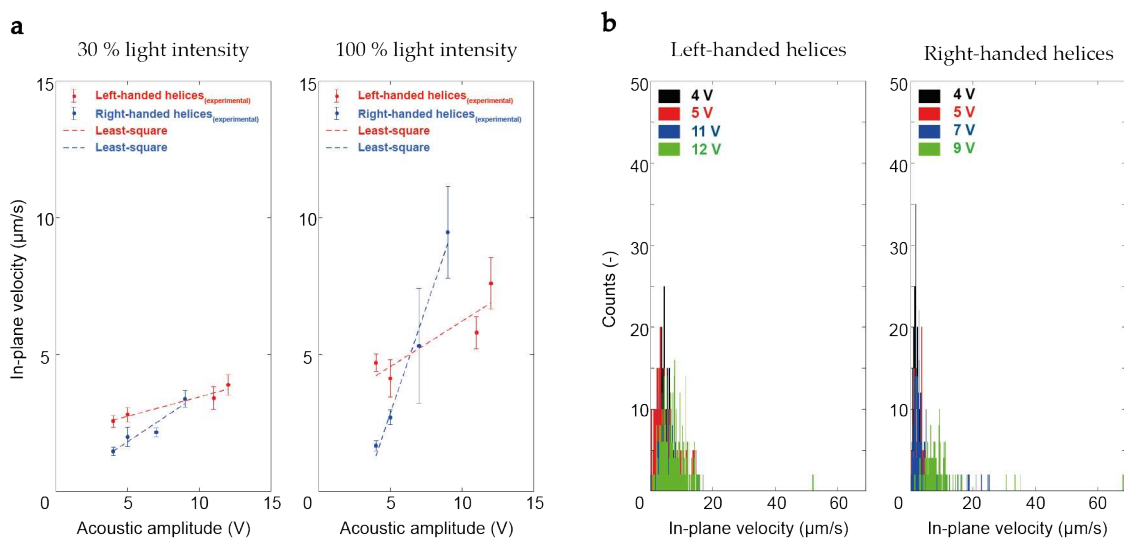 a
30 % light intensity
100 % light intensity
15
10
5
0
In-plane velocity (µm/s)
Left-handed helices(experimental)
Right-handed helices(experimental)
Least-square
Least-square
5
10
15
Acoustic amplitude (V)
15
10
5
0
Left-handed helices(experimental)
Right-handed helices(experimental)
Least-square
Least-square
5
10
15
Acoustic amplitude (V)
b
Left-handed helices
Right-handed helices
50
40
30
20
10
0
Counts (-)
4 V
5 V
11 V
12 V
20
40
60
In-plane velocity (µm/s)
50
40
30
20
10
0
4 V
5 V
7 V
9 V
20
40
60
In-plane velocity (µm/s)